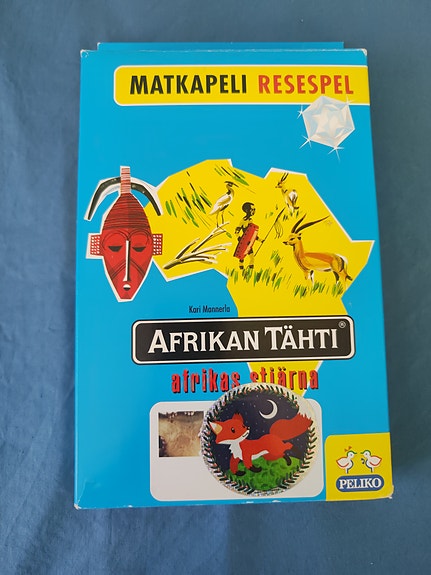 MATKAPELI RESESPEL
Kari Mannerla
AFRIKAN TÄHTI®
afrikas stjärna
PELIKO